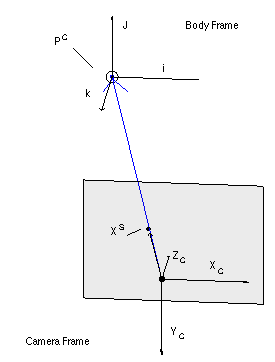 J
Body Frame
P^C
i
k
X^S
Z_C
X_C
Y_C
Camera Frame